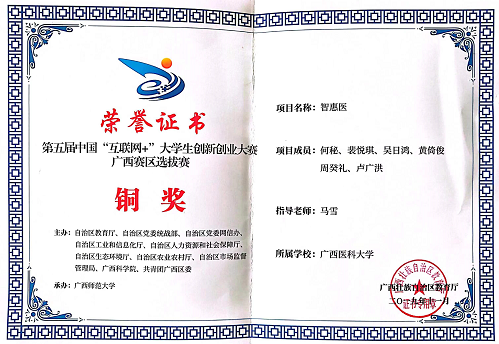 荣誉证书
第五届中国“互联网+”大学生创新创业大赛
广西赛区选拔赛
铜奖
主办：自治区教育厅、自治区党委统战部、自治区党委网信办、
自治区工业和信息化厅、自治区人力资源和社会保障厅、
自治区生态环境厅、自治区农业农村厅、自治区市场监督
管理局、广西科学院、共青团广西区委
承办：广西师范大学
项目名称：智惠医
项目成员：何秘、裴悦琪、吴日鸿、黄倚俊
周癸礼、卢广洪
指导老师：马雪
所属学校：广西医科大学
广西壮族自治区教育厅
二〇一九年十一月